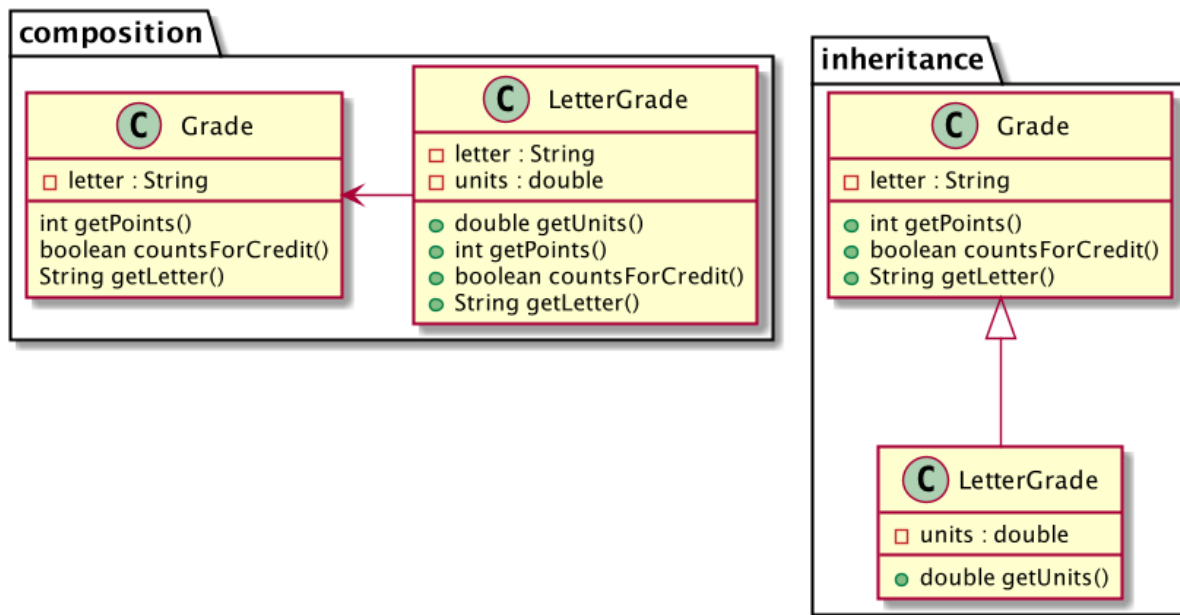 composition
C Grade
letter : String
int getPoints()
boolean countsForCredit()
String getLetter()
C LetterGrade
letter : String
units : double
double getUnits()
int getPoints()
boolean countsForCredit()
String getLetter()
inheritance
C Grade
letter : String
int getPoints()
boolean countsForCredit()
String getLetter()
C LetterGrade
units : double
double getUnits()